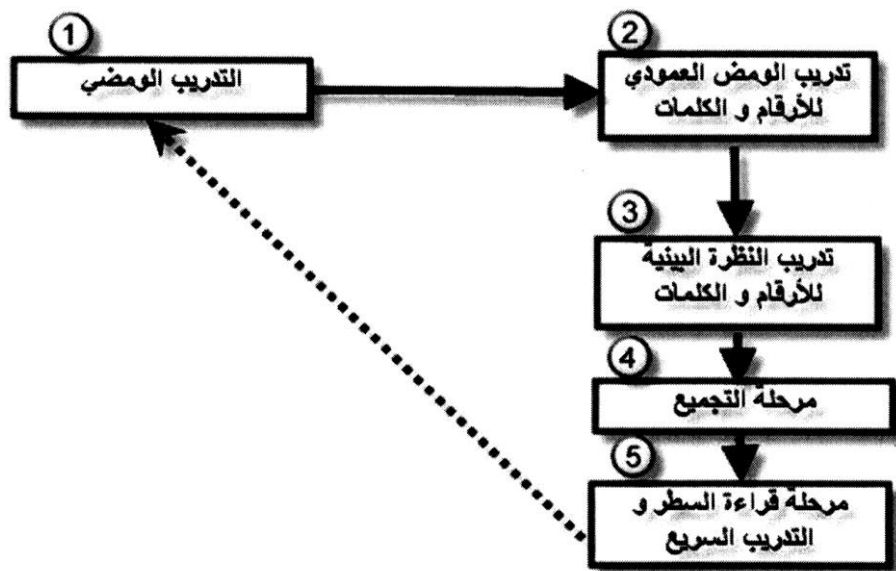 1
التدريب الومضي
2
تدريب الومض العمودي
للأرقام و الكلمات
3
تدريب النظرة البينية
للأرقام و الكلمات
4
مرحلة التجميع
5
مرحلة قراءة السطر و
التدريب السريع